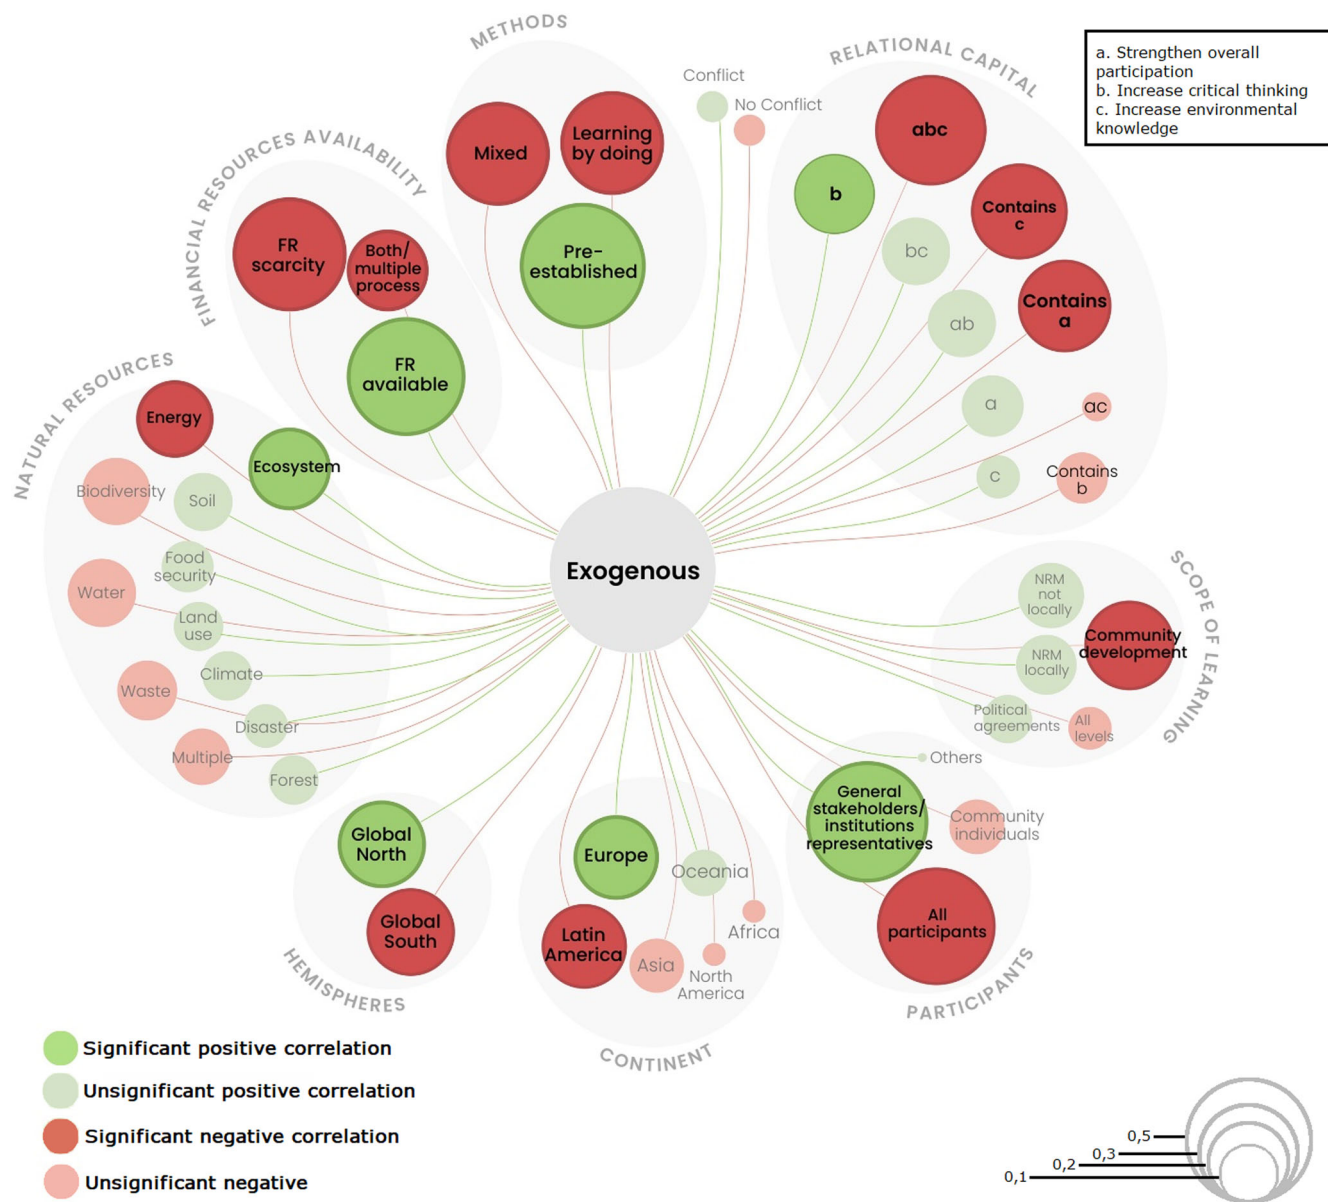 METHODS
RELATIONAL CAPITAL
a. Strengthen overall
participation
b. Increase critical thinking
c. Increase environmental
knowledge
Conflict
No Conflict
FINANCIAL RESOURCES AVAILABILITY
Mixed
Learning
by doing
Pre-
established
abc
b
Contains
c
bc
Contains
a
ab
a
ac
c
Contains
b
FR
scarcity
Both/
multiple
process
FR
available
NATURAL RESOURCES
Energy
Ecosystem
Biodiversity
Soil
Food
security
Water
Land
use
Climate
Waste
Disaster
Multiple
Forest
Exogenous
SCOPE OF LEARNING
NRM
not
locally
Community
development
NRM
locally
Political
agreements
All
levels
Others
General
stakeholders/
institutions
representatives
Community
individuals
All
participants
PARTICIPANTS
Global
North
Global
South
HEMISPHERES
Europe
Oceania
Latin
America
Asia
Africa
North
America
CONTINENT
Significant positive correlation
Unsignificant positive correlation
Significant negative correlation
Unsignificant negative
0,5
0,3
0,2
0,1